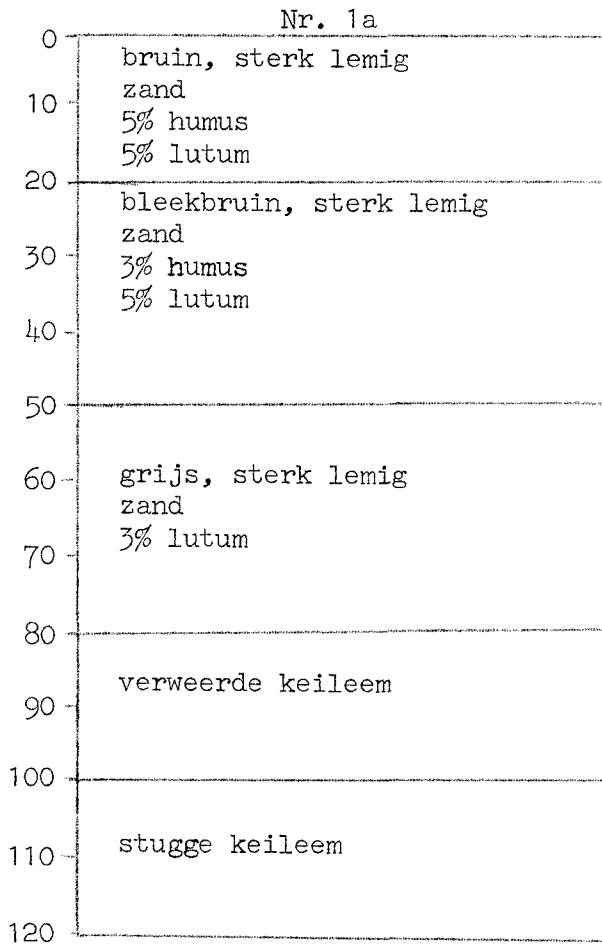 Nr. 1a
0
bruin, sterk lemig
zand
10
5% humus
5% lutum
20
bleekbruin, sterk lemig
zand
30
3% humus
5% lutum
40
50
60
grijs, sterk lemig
zand
3% lutum
70
80
verweerde keileem
90
100
stugge keileem
110
120